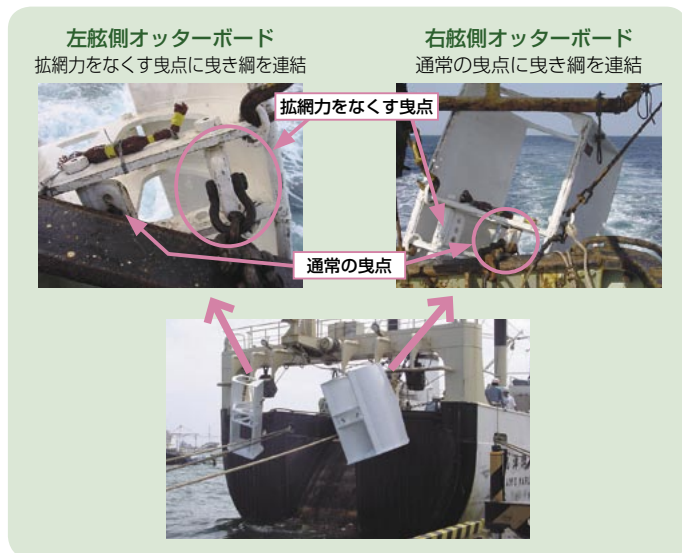 左舷側オッターボード
拡網力をなくす曳点に曳き綱を連結
右舷側オッターボード
通常の曳点に曳き綱を連結
拡網力をなくす曳点
通常の曳点